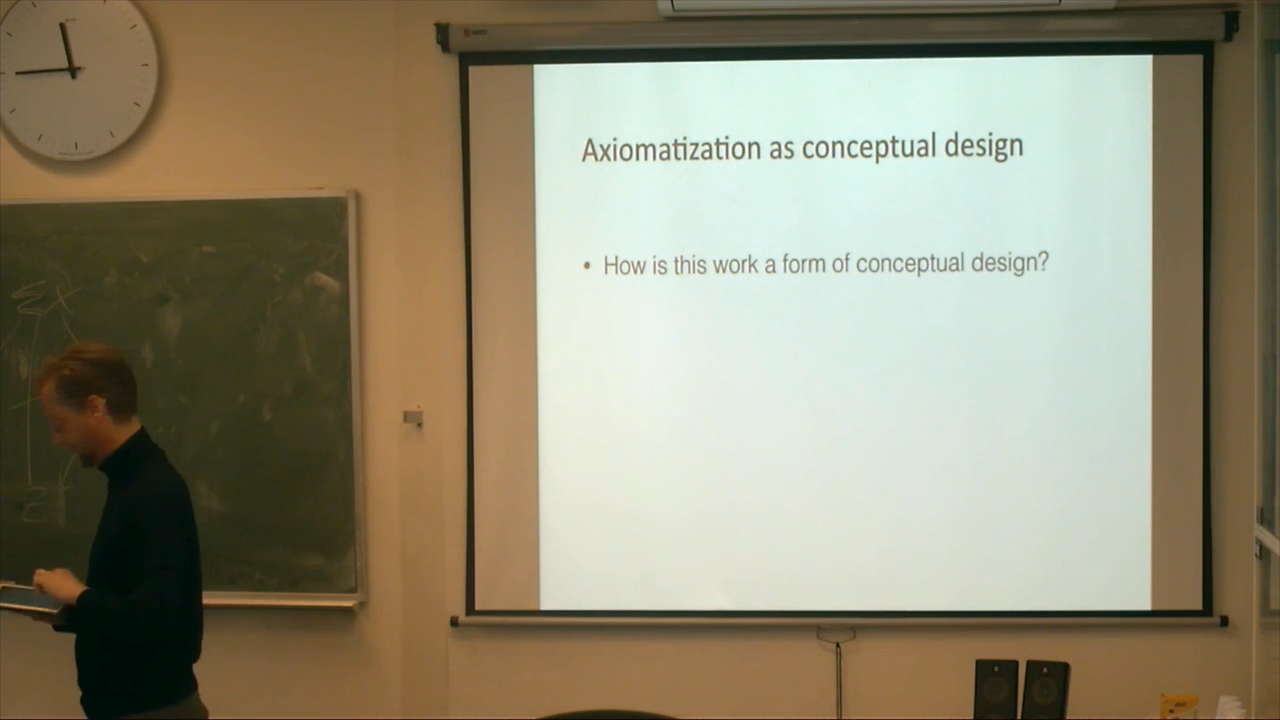 Axiomatization as conceptual design
• How is this work a form of conceptual design?